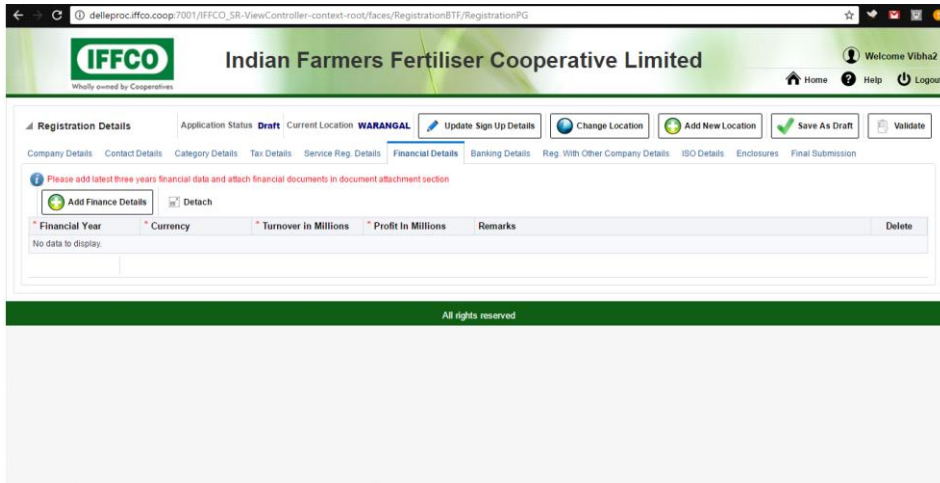 delleproc.iffco.coop:7001/IFFCO_SR-ViewController-context-root/faces/RegistrationBTF/RegistrationPG
IFFCO
Wholly owned by Cooperatives
Indian Farmers Fertiliser Cooperative Limited
Welcome Vibha2
Home Help Logout
Registration Details Application Status Draft Current Location WARANGAL Update Sign Up Details Change Location Add New Location Save As Draft Validate
Company Details Contact Details Category Details Tax Details Service Reg. Details Financial Details Banking Details Reg. With Other Company Details ISO Details Enclosures Final Submission
Please add latest three years financial data and attach financial documents in document attachment section
Add Finance Details Detach
* Financial Year * Currency * Turnover in Millions * Profit In Millions Remarks Delete
No data to display.
All rights reserved